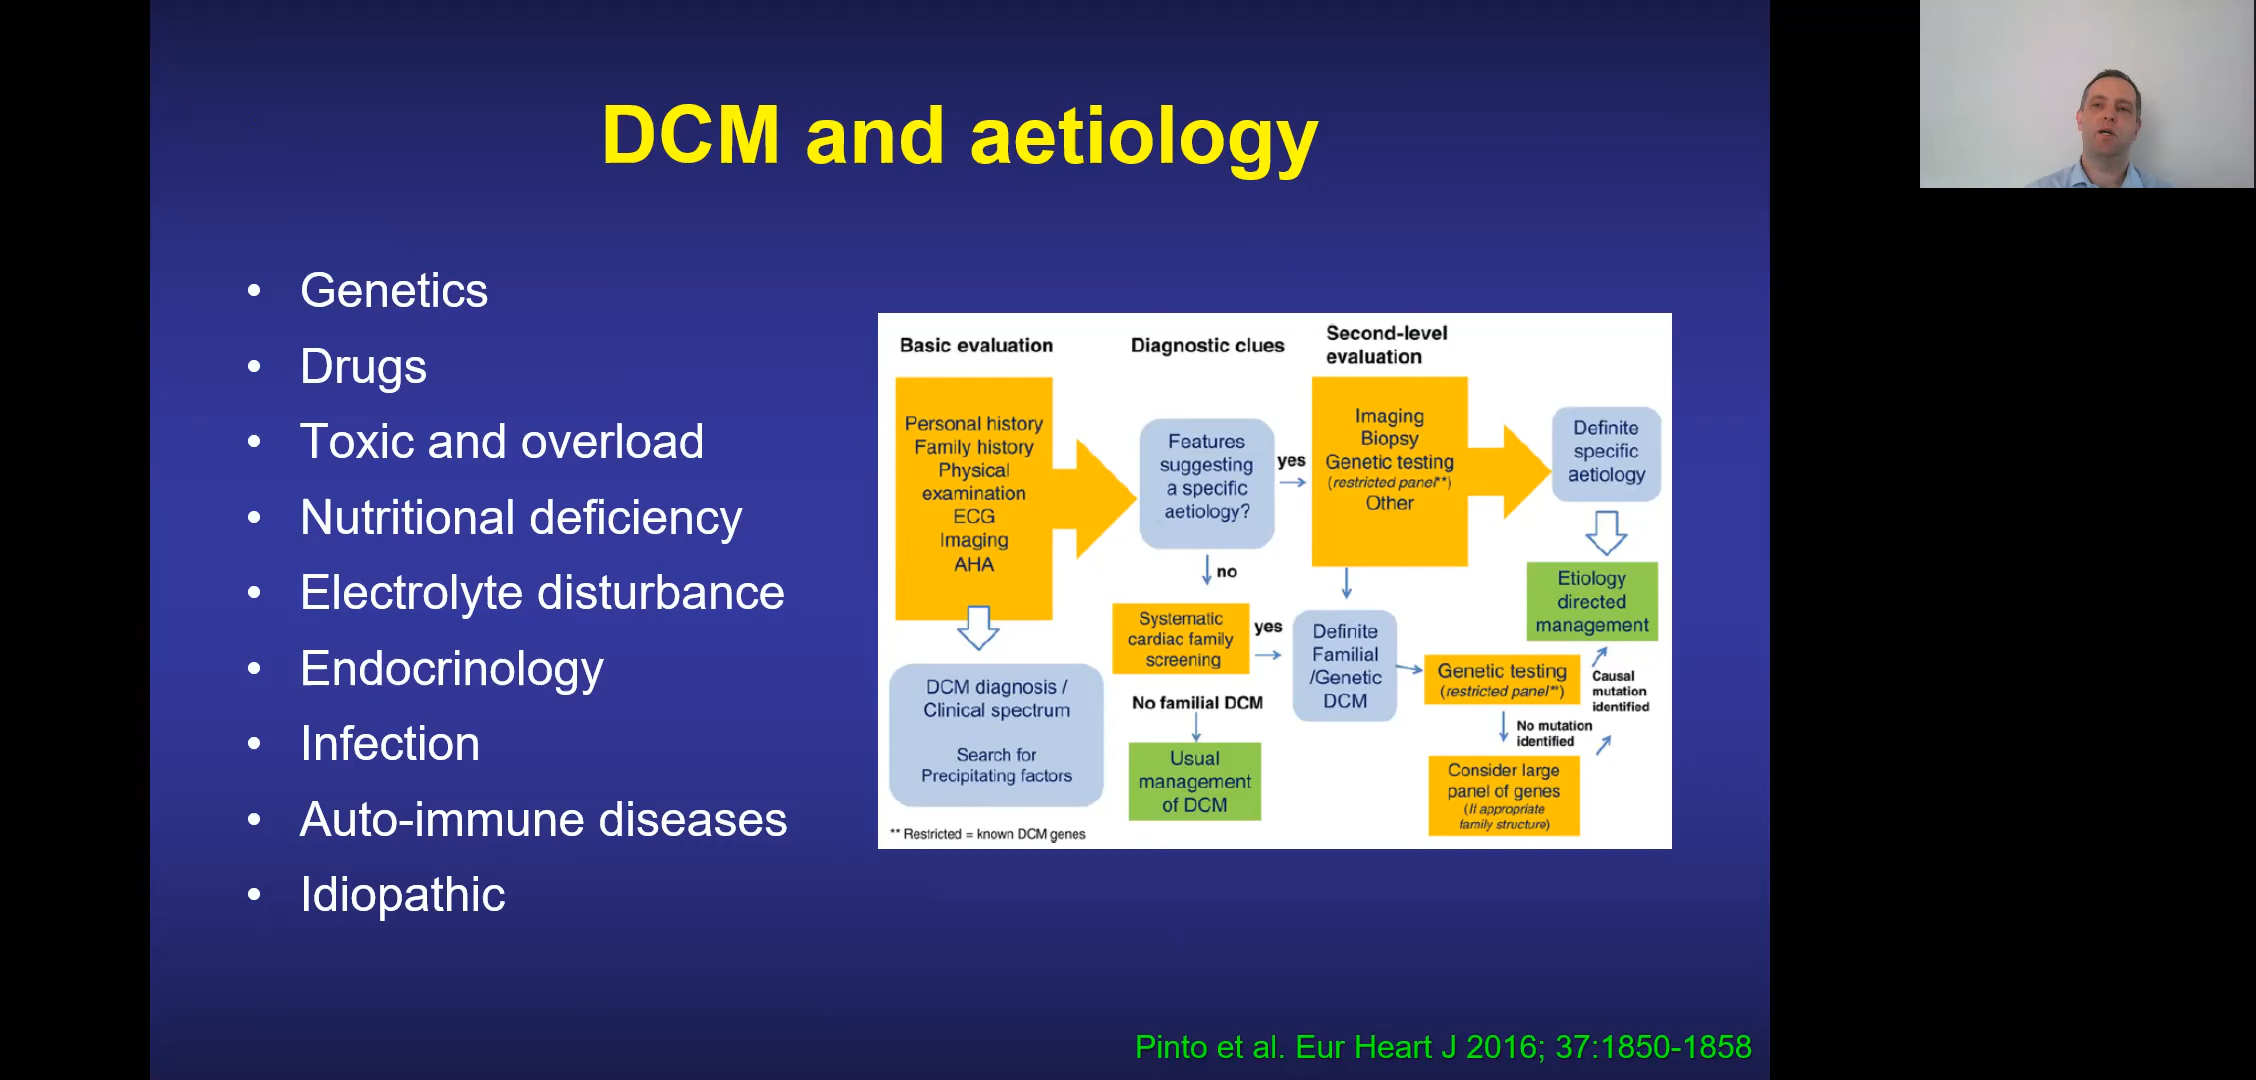 DCM and aetiology
• Genetics
• Drugs
• Toxic and overload
• Nutritional deficiency
• Electrolyte disturbance
• Endocrinology
• Infection
• Auto-immune diseases
• Idiopathic
Basic evaluation
Personal history
Family history
Physical
examination
ECG
Imaging
AHA
DCM diagnosis /
Clinical spectrum
Search for
Precipitating factors
** Restricted = known DCM genes
Diagnostic clues
Features
suggesting
a specific
aetiology?
yes
no
Systematic
cardiac family
screening
yes
No familial DCM
Usual
management
of DCM
Second-level
evaluation
Imaging
Biopsy
Genetic testing
(restricted panel**)
Other
Definite
Familial
/Genetic
DCM
Definite
specific
aetiology
Etiology
directed
management
Genetic testing
(restricted panel**)
Causal
mutation
identified
No mutation
identified
Consider large
panel of genes
(If appropriate
family structure)
Pinto et al. Eur Heart J 2016; 37:1850-1858